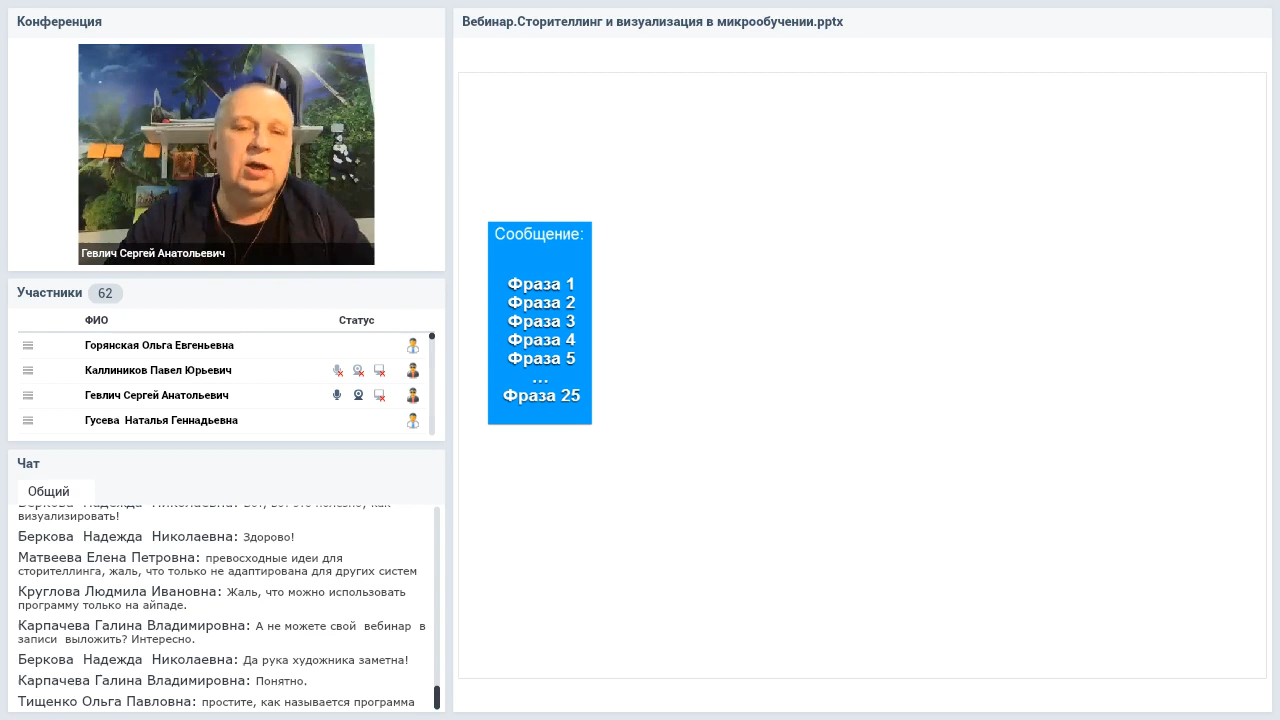 Конференция
Гевлич Сергей Анатольевич
Участники 62
ФИО Статус
Горянская Ольга Евгеньевна
Каллиников Павел Юрьевич
Гевлич Сергей Анатольевич
Гусева Наталья Геннадьевна
Чат
Общий
визуализировать!
Беркова Надежда Николаевна: Здорово!
Матвеева Елена Петровна: превосходные идеи для
сторителлинга, жаль, что только не адаптирована для других систем
Круглова Людмила Ивановна: Жаль, что можно использовать
программу только на айпаде.
Карпачева Галина Владимировна: А не можете свой вебинар в
записи выложить? Интересно.
Беркова Надежда Николаевна: Да рука художника заметна!
Карпачева Галина Владимировна: Понятно.
Тищенко Ольга Павловна: простите, как называется программа
Вебинар.Сторителлинг и визуализация в микрообучении.pptx
Сообщение:
Фраза 1
Фраза 2
Фраза 3
Фраза 4
Фраза 5
...
Фраза 25